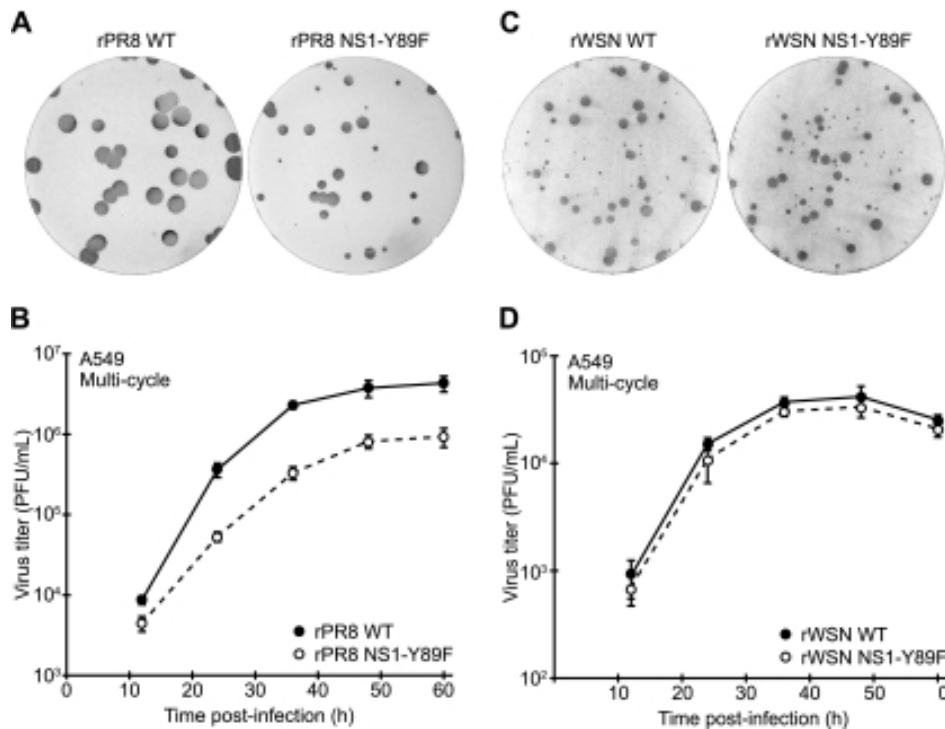 A
rPR8 WT
rPR8 NS1-Y89F
C
rWSN WT
rWSN NS1-Y89F
B
A549
Multi-cycle
Virus titer (PFU/mL)
10⁷
10⁶
10⁵
10⁴
10³
rPR8 WT
rPR8 NS1-Y89F
0 10 20 30 40 50 60
Time post-infection (h)
D
A549
Multi-cycle
Virus titer (PFU/mL)
10⁵
10⁴
10³
10²
rWSN WT
rWSN NS1-Y89F
10 20 30 40 50 0
Time post-infection (h)